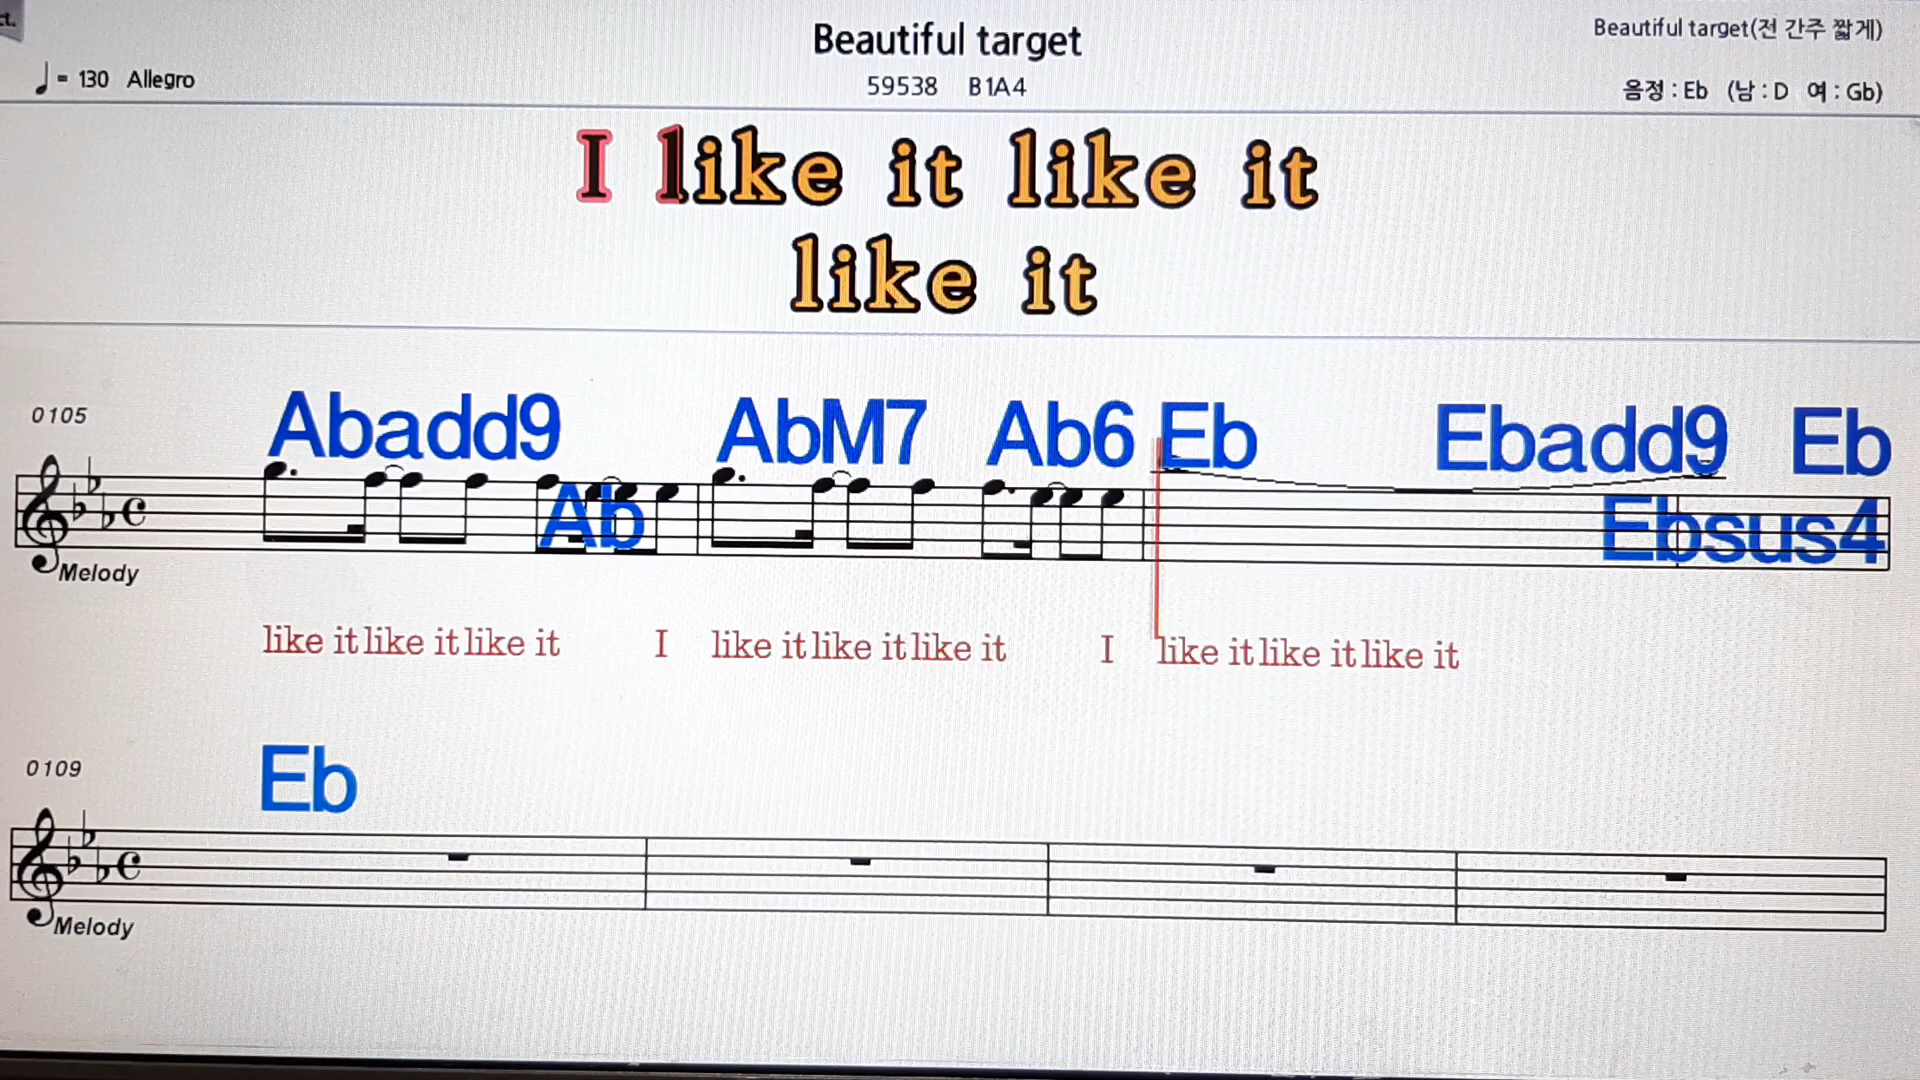 ct.
Beautiful target
Beautiful target(전 간주 짧게)
= 130 Allegro
59538 B1A4
음정 : Eb (남 : D 여 : Gb)
I like it like it
like it
0105
Abadd9 AbM7 Ab6 Eb Ebadd9 Eb
Ab Ebsus4
Melody
like it like it like it I like it like it like it I like it like it like it
0109
Eb
Melody